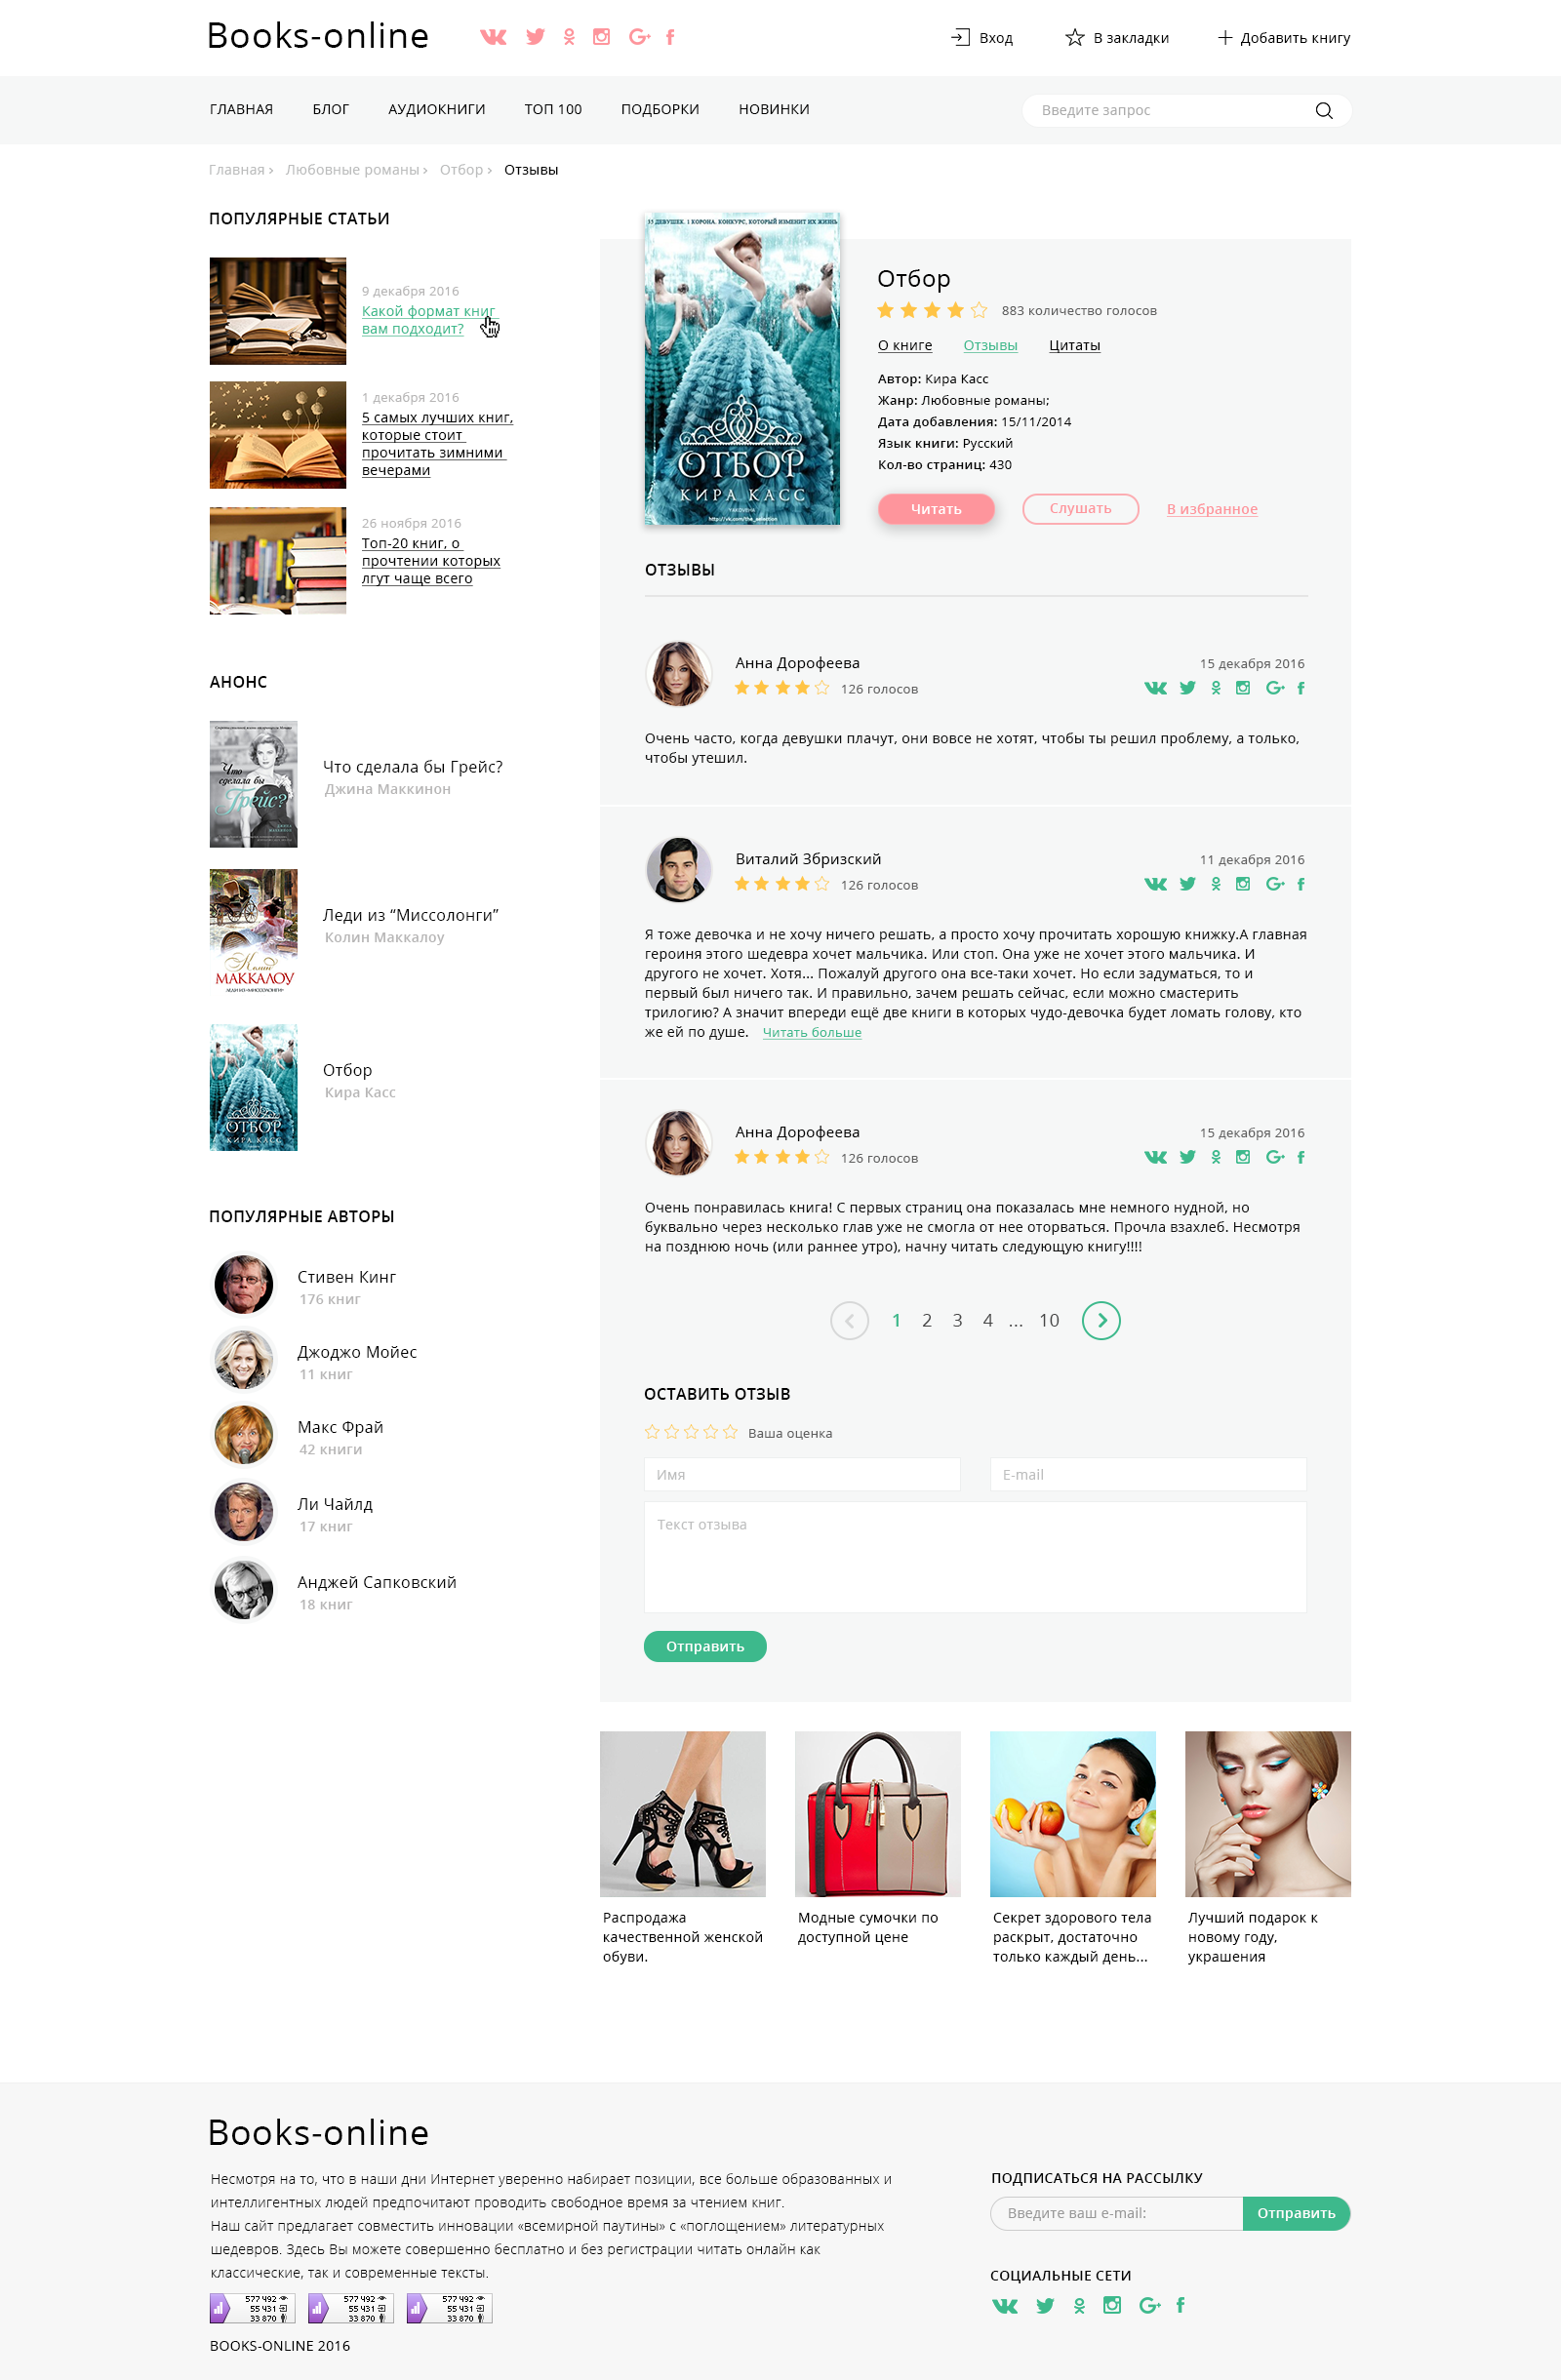 Books-online
Вход
В закладки
Добавить книгу
ГЛАВНАЯ
БЛОГ
АУДИОКНИГИ
ТОП 100
ПОДБОРКИ
НОВИНКИ
Введите запрос
Главная ›
Любовные романы ›
Отбор ›
Отзывы
ПОПУЛЯРНЫЕ СТАТЬИ
9 декабря 2016
Какой формат книг
вам подходит?
1 декабря 2016
5 самых лучших книг,
которые стоит
прочитать зимними
вечерами
26 ноября 2016
Топ-20 книг, о
прочтении которых
лгут чаще всего
АНОНС
Что
сделала бы
Грейс?
Что сделала бы Грейс?
Джина Маккинон
Колин
МАККАЛОУ
ЛЕДИ ИЗ «МИССОЛОНГИ»
Леди из “Миссолонги”
Колин Маккалоу
ОТБОР
КИРА КАСС
Отбор
Кира Касс
ПОПУЛЯРНЫЕ АВТОРЫ
Стивен Кинг
176 книг
Джоджо Мойес
11 книг
Макс Фрай
42 книги
Ли Чайлд
17 книг
Анджей Сапковский
18 книг
35 ДЕВУШЕК. 1 КОРОНА. КОНКУРС, КОТОРЫЙ ИЗМЕНИТ ИХ ЖИЗНЬ
ОТБОР
КИРА КАСС
http://vk.com/the_selection
Отбор
883 количество голосов
О книге
Отзывы
Цитаты
Автор: Кира Касс
Жанр: Любовные романы;
Дата добавления: 15/11/2014
Язык книги: Русский
Кол-во страниц: 430
Читать
Слушать
В избранное
ОТЗЫВЫ
Анна Дорофеева
15 декабря 2016
126 голосов
Очень часто, когда девушки плачут, они вовсе не хотят, чтобы ты решил проблему, а только,
чтобы утешил.
Виталий Збризский
11 декабря 2016
126 голосов
Я тоже девочка и не хочу ничего решать, а просто хочу прочитать хорошую книжку.А главная
героиня этого шедевра хочет мальчика. Или стоп. Она уже не хочет этого мальчика. И
другого не хочет. Хотя... Пожалуй другого она все-таки хочет. Но если задуматься, то и
первый был ничего так. И правильно, зачем решать сейчас, если можно смастерить
трилогию? А значит впереди ещё две книги в которых чудо-девочка будет ломать голову, кто
же ей по душе. Читать больше
Анна Дорофеева
15 декабря 2016
126 голосов
Очень понравилась книга! С первых страниц она показалась мне немного нудной, но
буквально через несколько глав уже не смогла от нее оторваться. Прочла взахлеб. Несмотря
на позднюю ночь (или раннее утро), начну читать следующую книгу!!!!
1 2 3 4 ... 10
ОСТАВИТЬ ОТЗЫВ
Ваша оценка
Имя
E-mail
Текст отзыва
Отправить
Распродажа
качественной женской
обуви.
Модные сумочки по
доступной цене
Секрет здорового тела
раскрыт, достаточно
только каждый день...
Лучший подарок к
новому году,
украшения
Books-online
Несмотря на то, что в наши дни Интернет уверенно набирает позиции, все больше образованных и
интеллигентных людей предпочитают проводить свободное время за чтением книг.
Наш сайт предлагает совместить инновации «всемирной паутины» с «поглощением» литературных
шедевров. Здесь Вы можете совершенно бесплатно и без регистрации читать онлайн как
классические, так и современные тексты.
577 492
55 431
33 870
577 492
55 431
33 870
577 492
55 431
33 870
BOOKS-ONLINE 2016
ПОДПИСАТЬСЯ НА РАССЫЛКУ
Введите ваш e-mail:
Отправить
СОЦИАЛЬНЫЕ СЕТИ